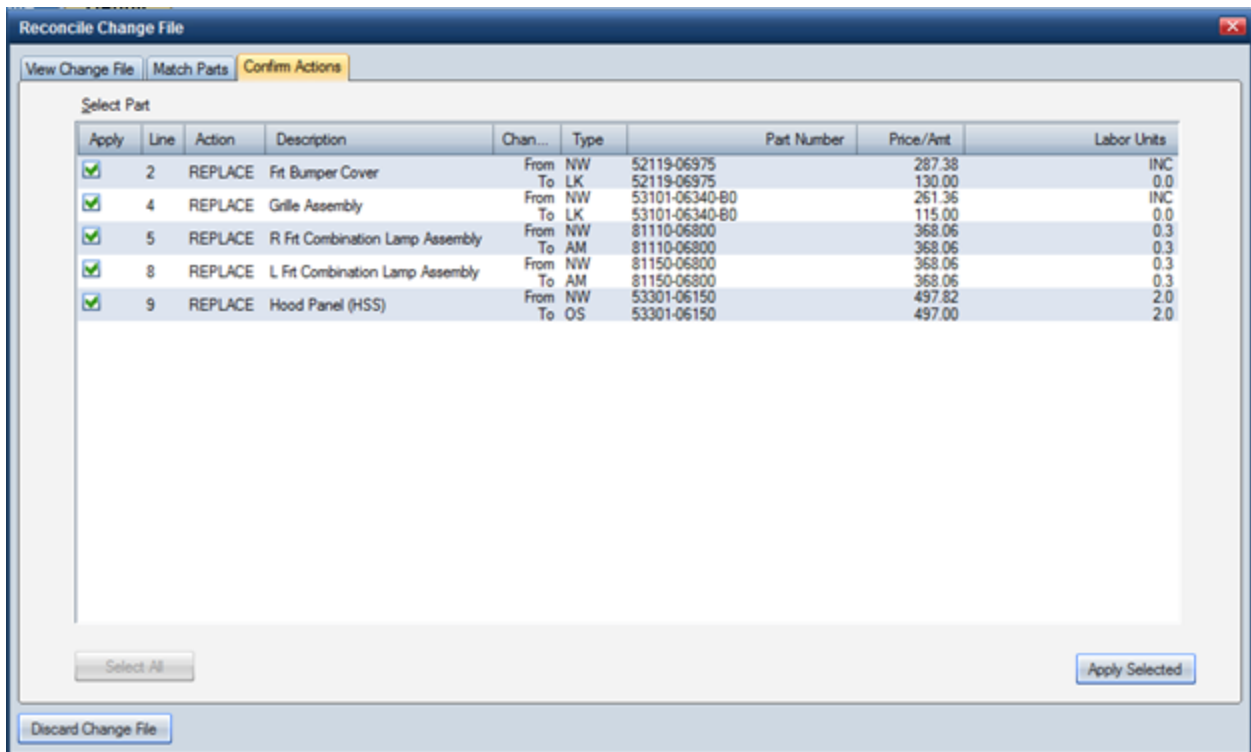 Reconcile Change File
View Change File Match Parts Confirm Actions
Select Part
Apply Line Action Description Chan... Type Part Number Price/Amt Labor Units
2 REPLACE Frt Bumper Cover From NW 52119-06975 287.38 INC
To LK 52119-06975 130.00 0.0
4 REPLACE Grille Assembly From NW 53101-06340-B0 261.36 INC
To LK 53101-06340-B0 115.00 0.0
5 REPLACE R Frt Combination Lamp Assembly From NW 81110-06800 368.06 0.3
To AM 81110-06800 368.06 0.3
8 REPLACE L Frt Combination Lamp Assembly From NW 81150-06800 368.06 0.3
To AM 81150-06800 368.06 0.3
9 REPLACE Hood Panel (HSS) From NW 53301-06150 497.82 2.0
To OS 53301-06150 497.00 2.0
Select All Apply Selected
Discard Change File